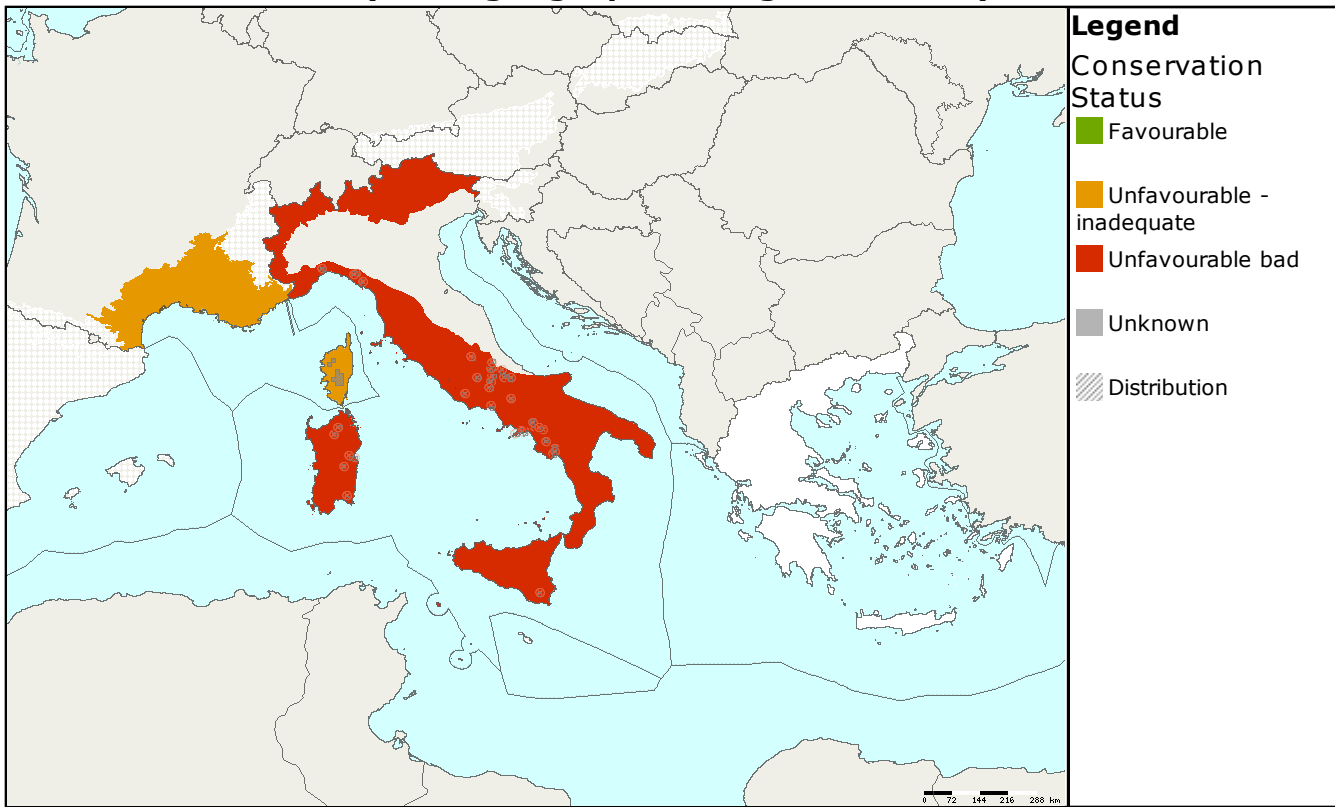 Legend
Conservation
Status
Favourable
Unfavourable -
inadequate
Unfavourable bad
Unknown
Distribution
0 72 144 216 288 km